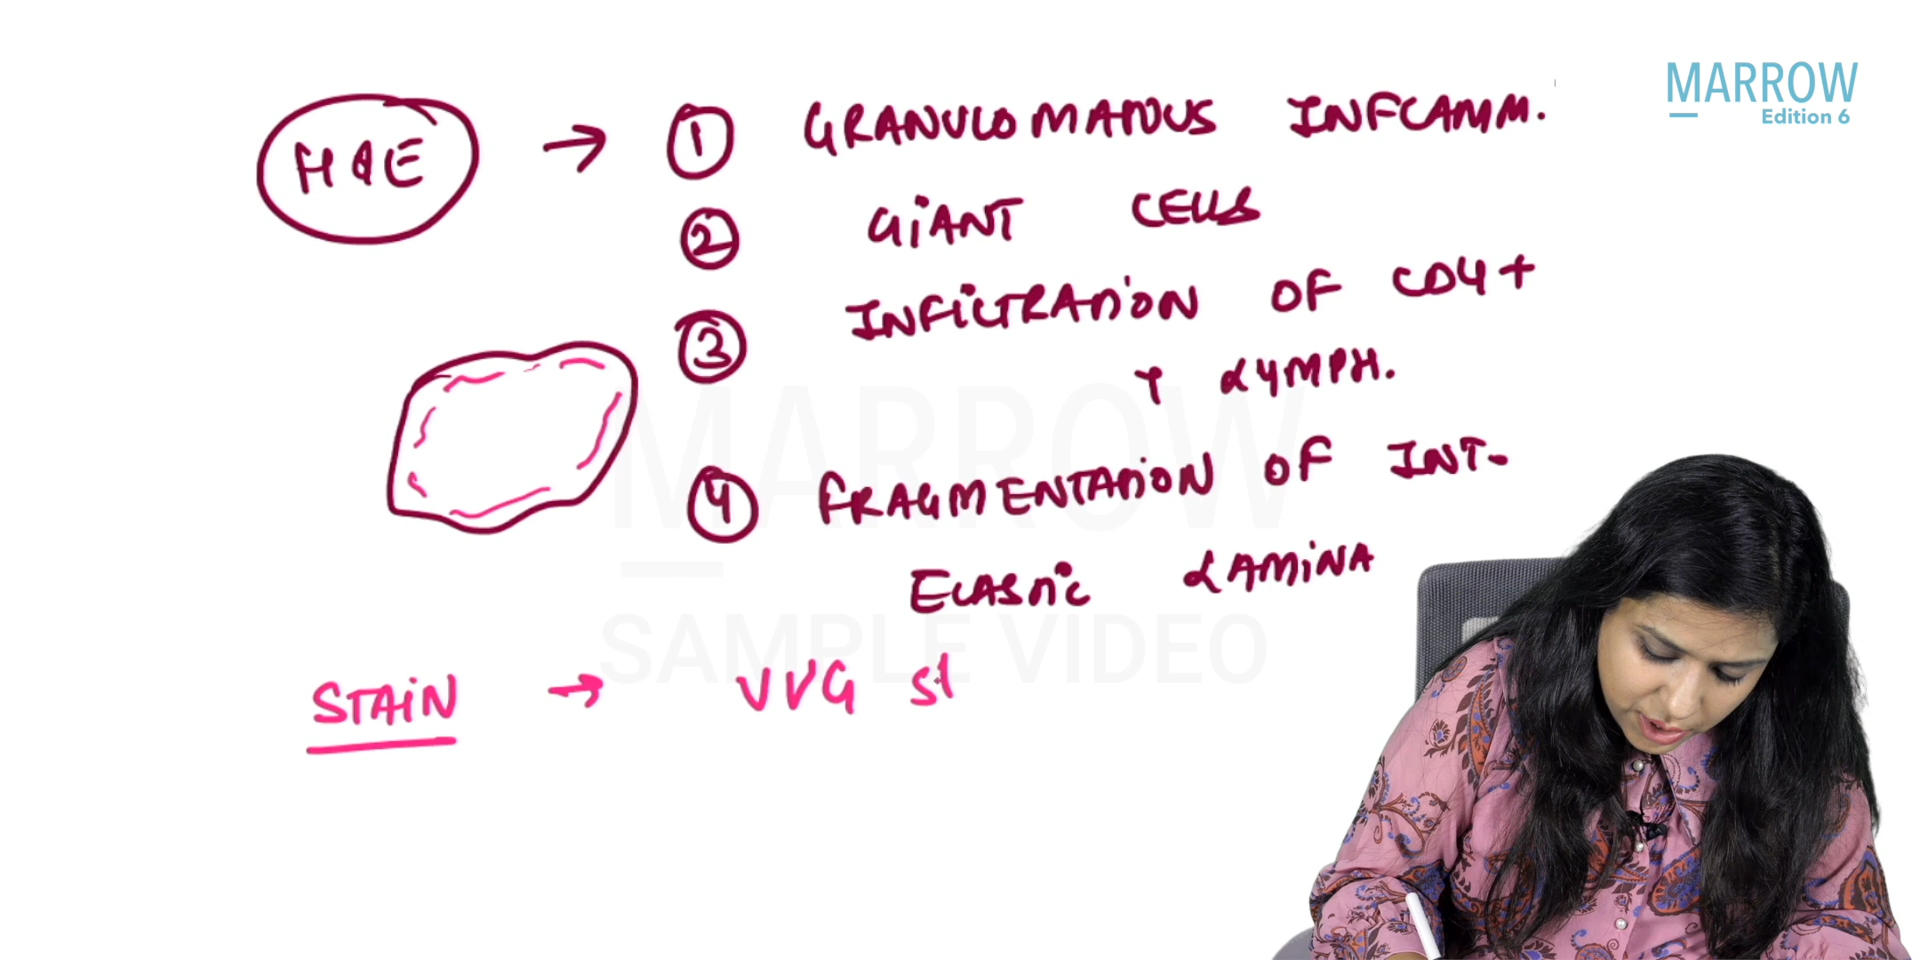 MARROW
Edition 6
H&E → ① GRANULOMATOUS INFLAMM.
② GIANT CELLS
③ INFILTRATION OF CD4+
T LYMPH.
④ FRAGMENTATION OF INT-
ELASTIC LAMINA
MARROW
SAMPLE VIDEO
STAIN → VVG st